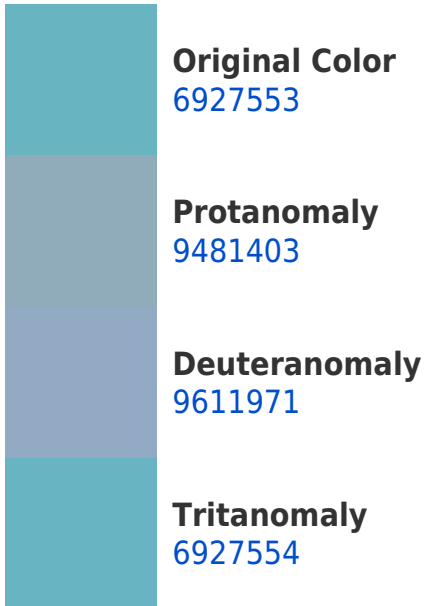 Original Color
6927553
Protanomaly
9481403
Deuteranomaly
9611971
Tritanomaly
6927554